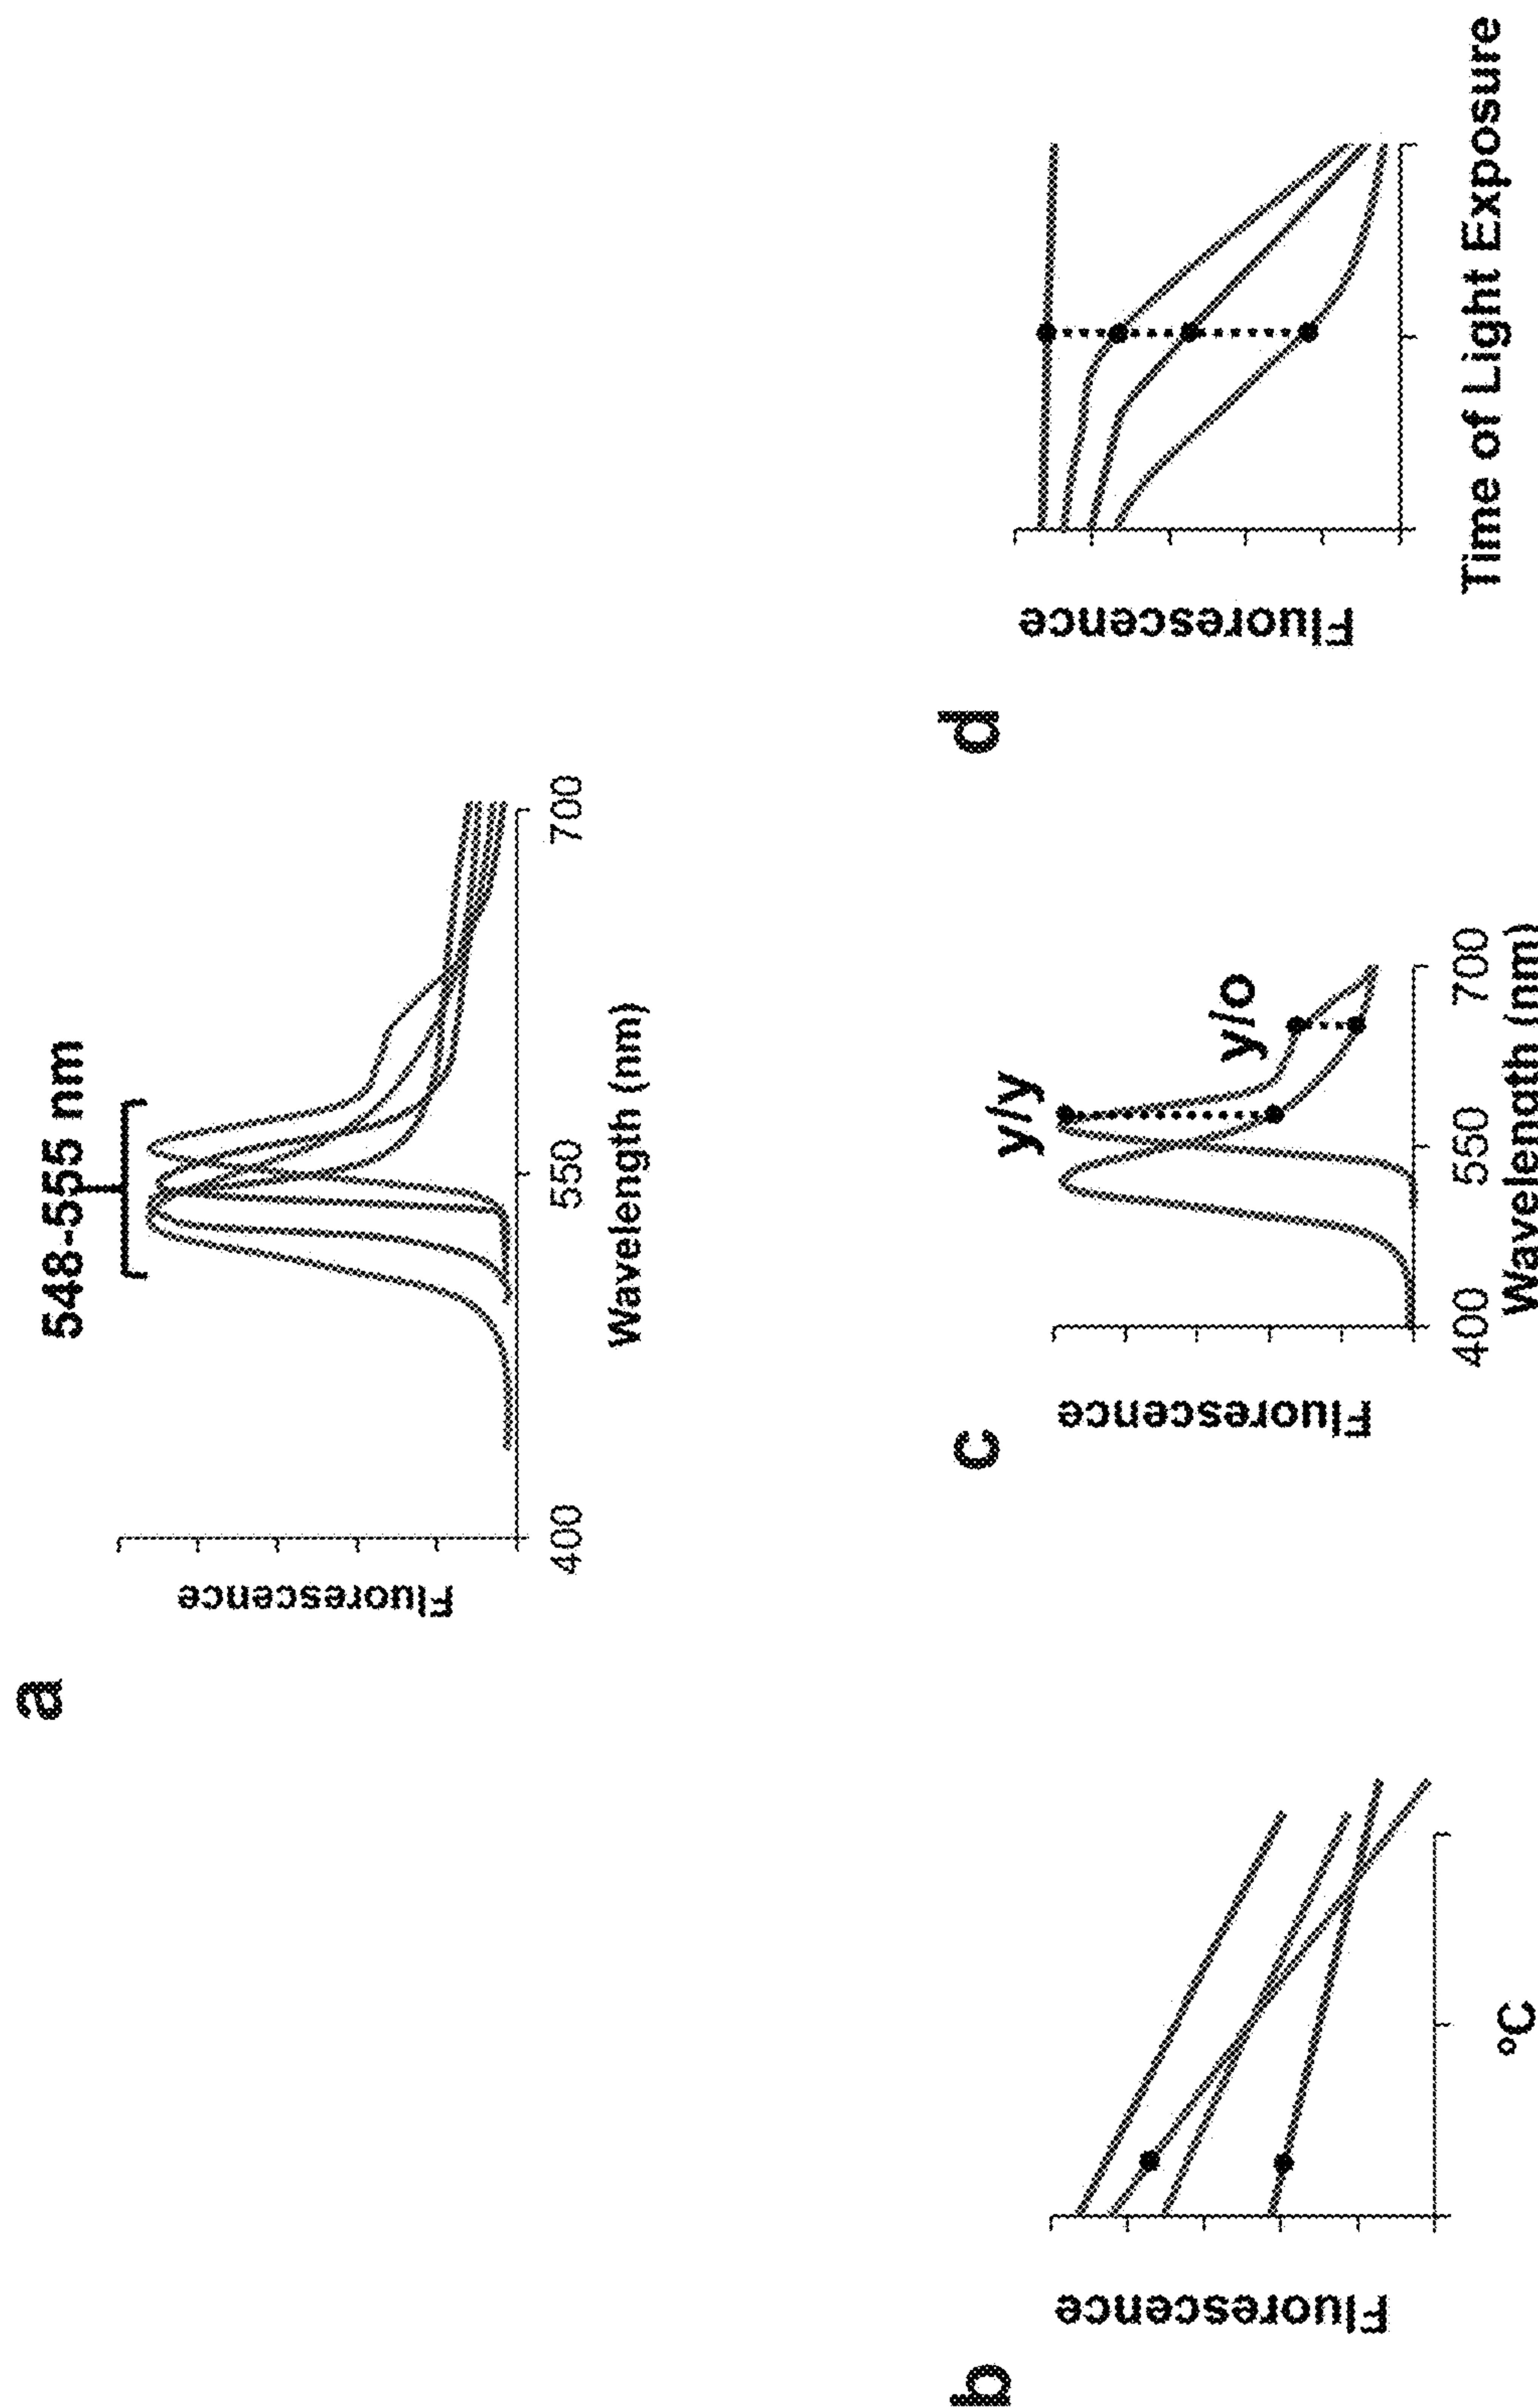 a
548-555 nm
Fluorescence
400
550
700
Wavelength (nm)
b
Fluorescence
°C
c
y/y
y/o
Fluorescence
400
550
700
Wavelength (nm)
d
Fluorescence
Time of Light Exposure